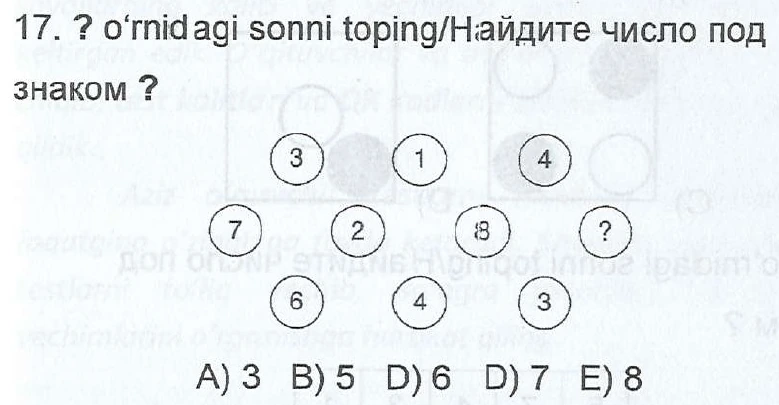 17. ? o‘rnidagi sonni toping/Найдите число под
знаком ?
3 1 4
7 2 8 ?
6 4 3
A) 3 B) 5 D) 6 D) 7 E) 8